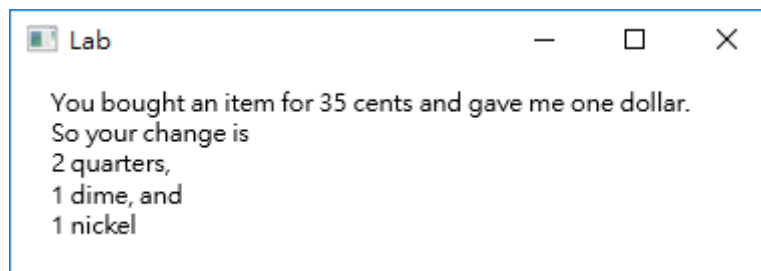 Lab
You bought an item for 35 cents and gave me one dollar.
So your change is
2 quarters,
1 dime, and
1 nickel